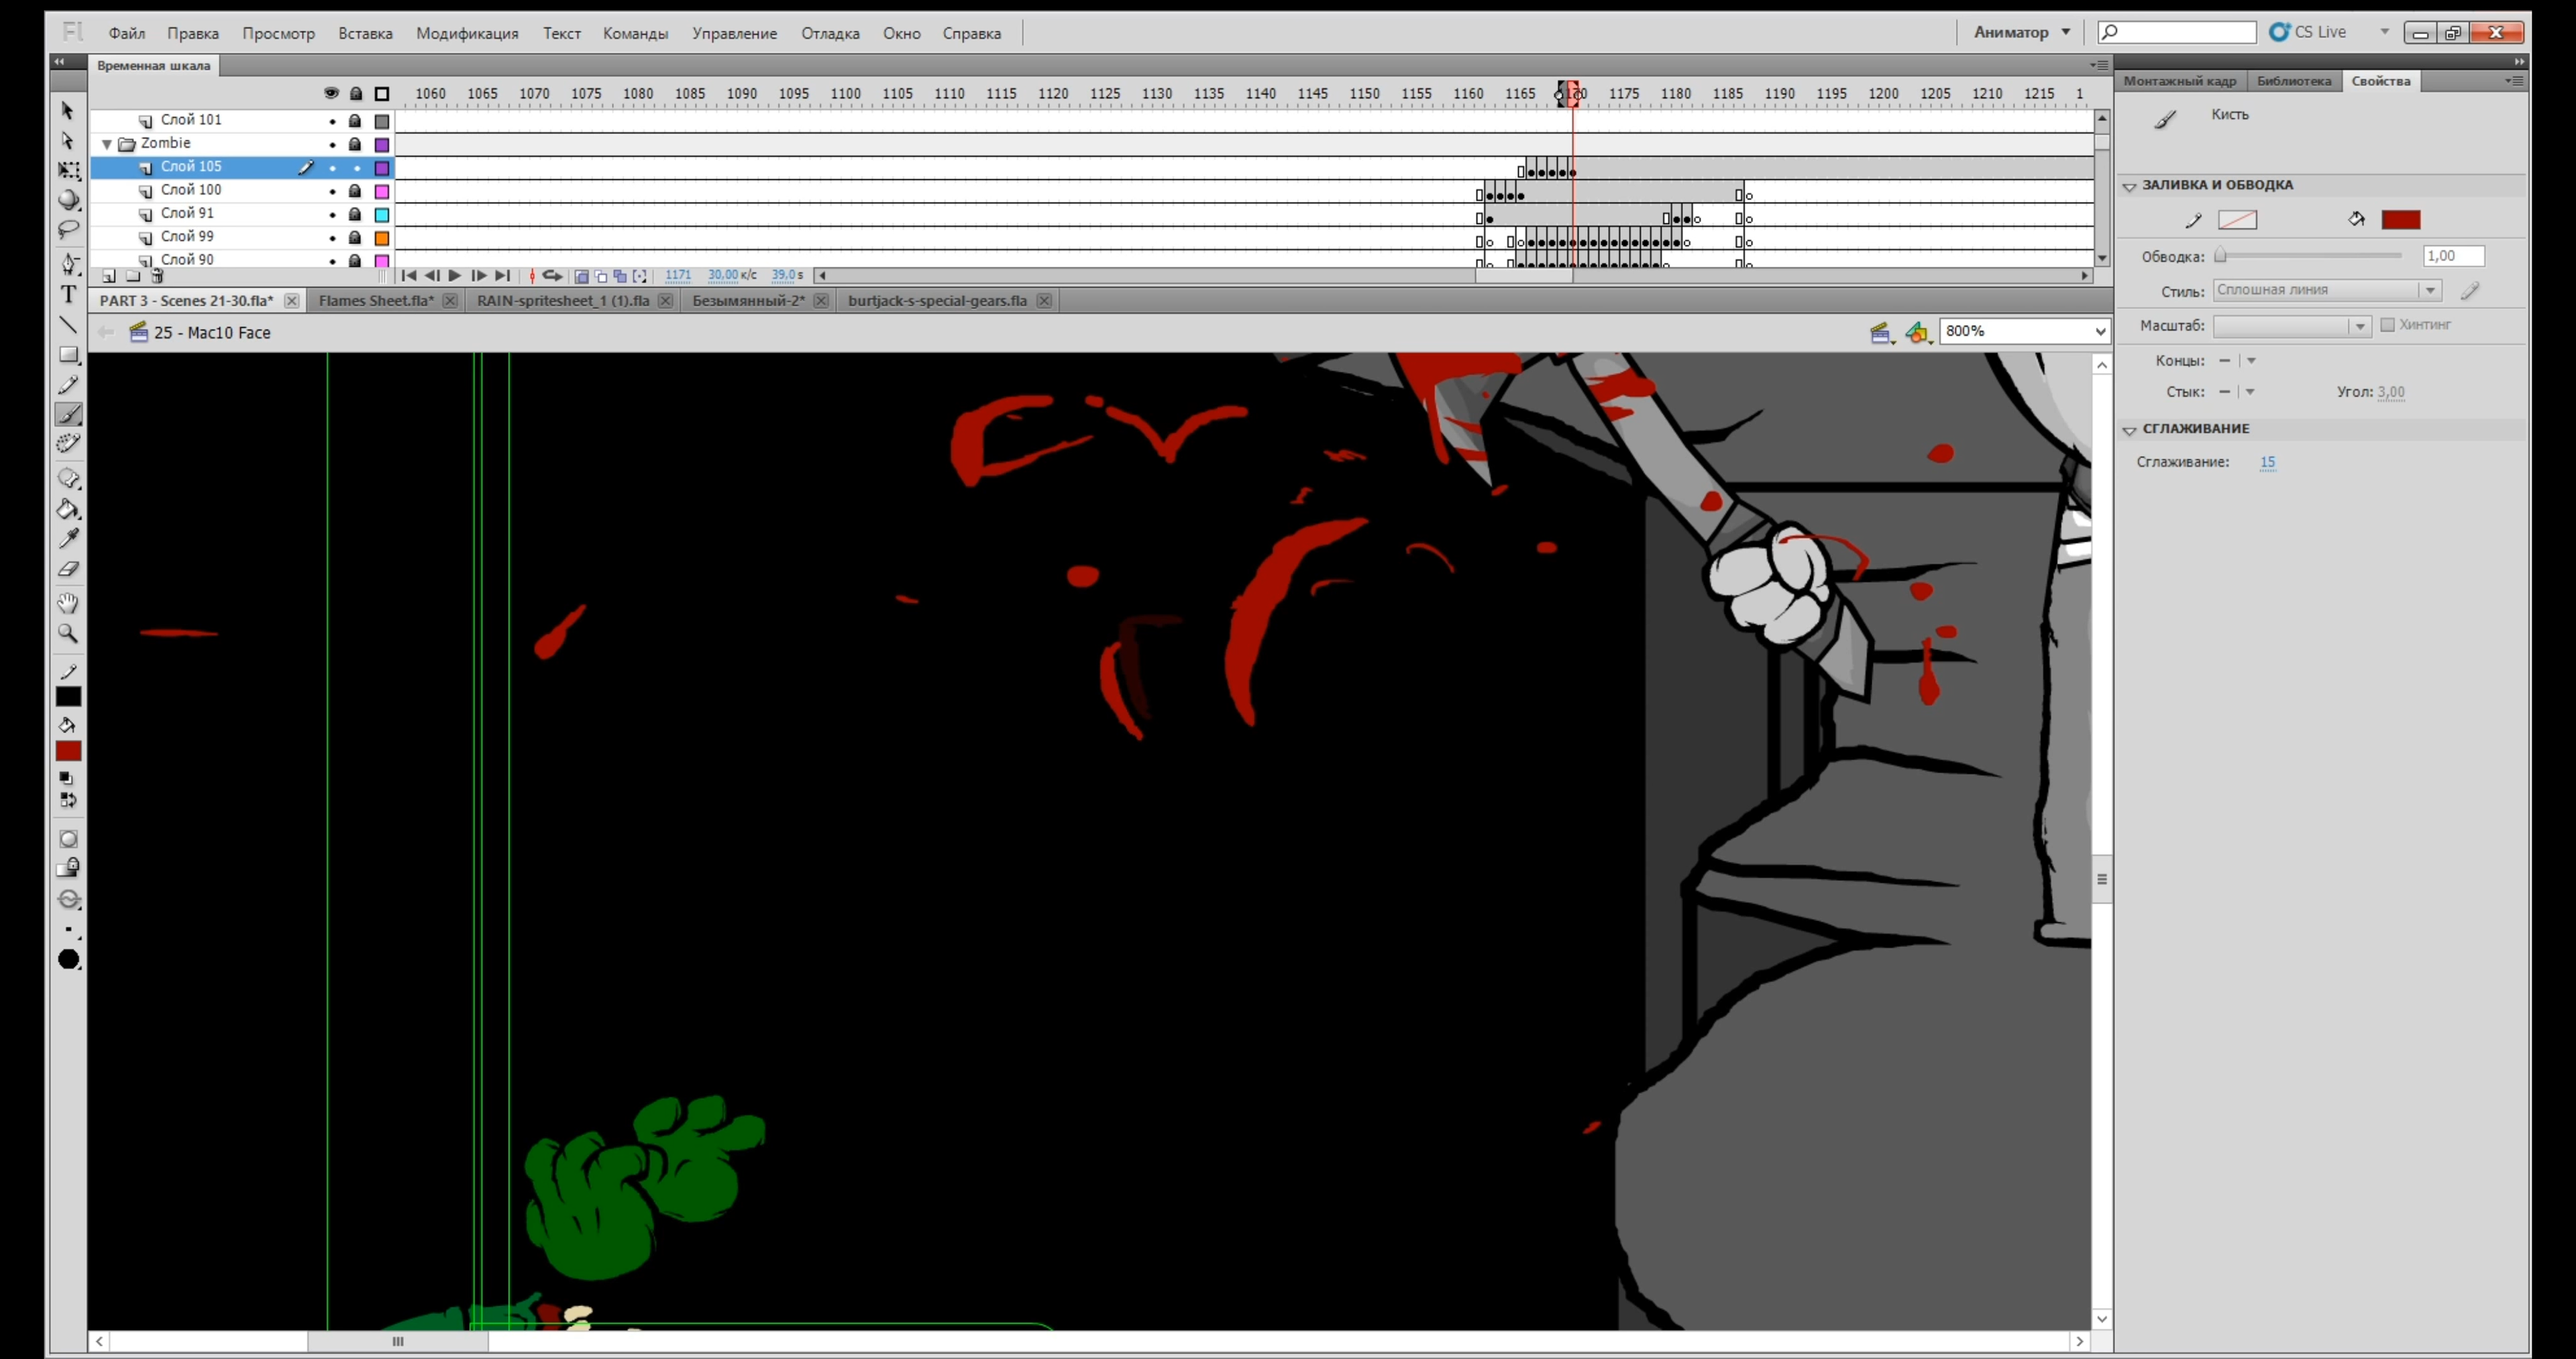 Fl Файл Правка Просмотр Вставка Модификация Текст Команды Управление Отладка Окно Справка Аниматор CS Live
Временная шкала
1060 1065 1070 1075 1080 1085 1090 1095 1100 1105 1110 1115 1120 1125 1130 1135 1140 1145 1150 1155 1160 1165 1170 1175 1180 1185 1190 1195 1200 1205 1210 1215 1
Слой 101
Zombie
Слой 105
Слой 100
Слой 91
Слой 99
Слой 90
1171 30,00 к/с 39,0 s
PART 3 - Scenes 21-30.fla* Flames Sheet.fla* RAIN-spritesheet_1 (1).fla Безымянный-2* burtjack-s-special-gears.fla
25 - Mac10 Face 800%
Монтажный кадр Библиотека Свойства
Кисть
ЗАЛИВКА И ОБВОДКА
Обводка: 1,00
Стиль: Сплошная линия
Масштаб: Хинтинг
Концы:
Стык: Угол: 3,00
СГЛАЖИВАНИЕ
Сглаживание: 15